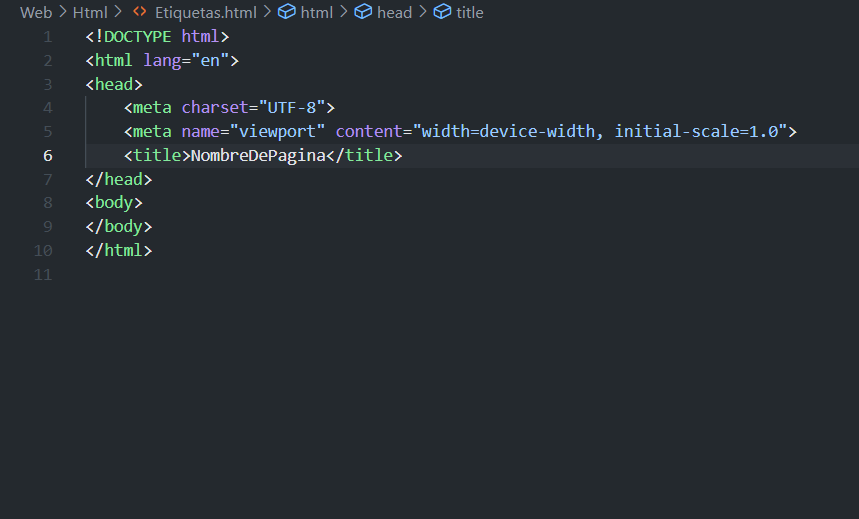 Web > Html > <> Etiquetas.html > html > head > title
1 <!DOCTYPE html>
2 <html lang="en">
3 <head>
4     <meta charset="UTF-8">
5     <meta name="viewport" content="width=device-width, initial-scale=1.0">
6     <title>NombreDePagina</title>
7 </head>
8 <body>
9 </body>
10 </html>
11